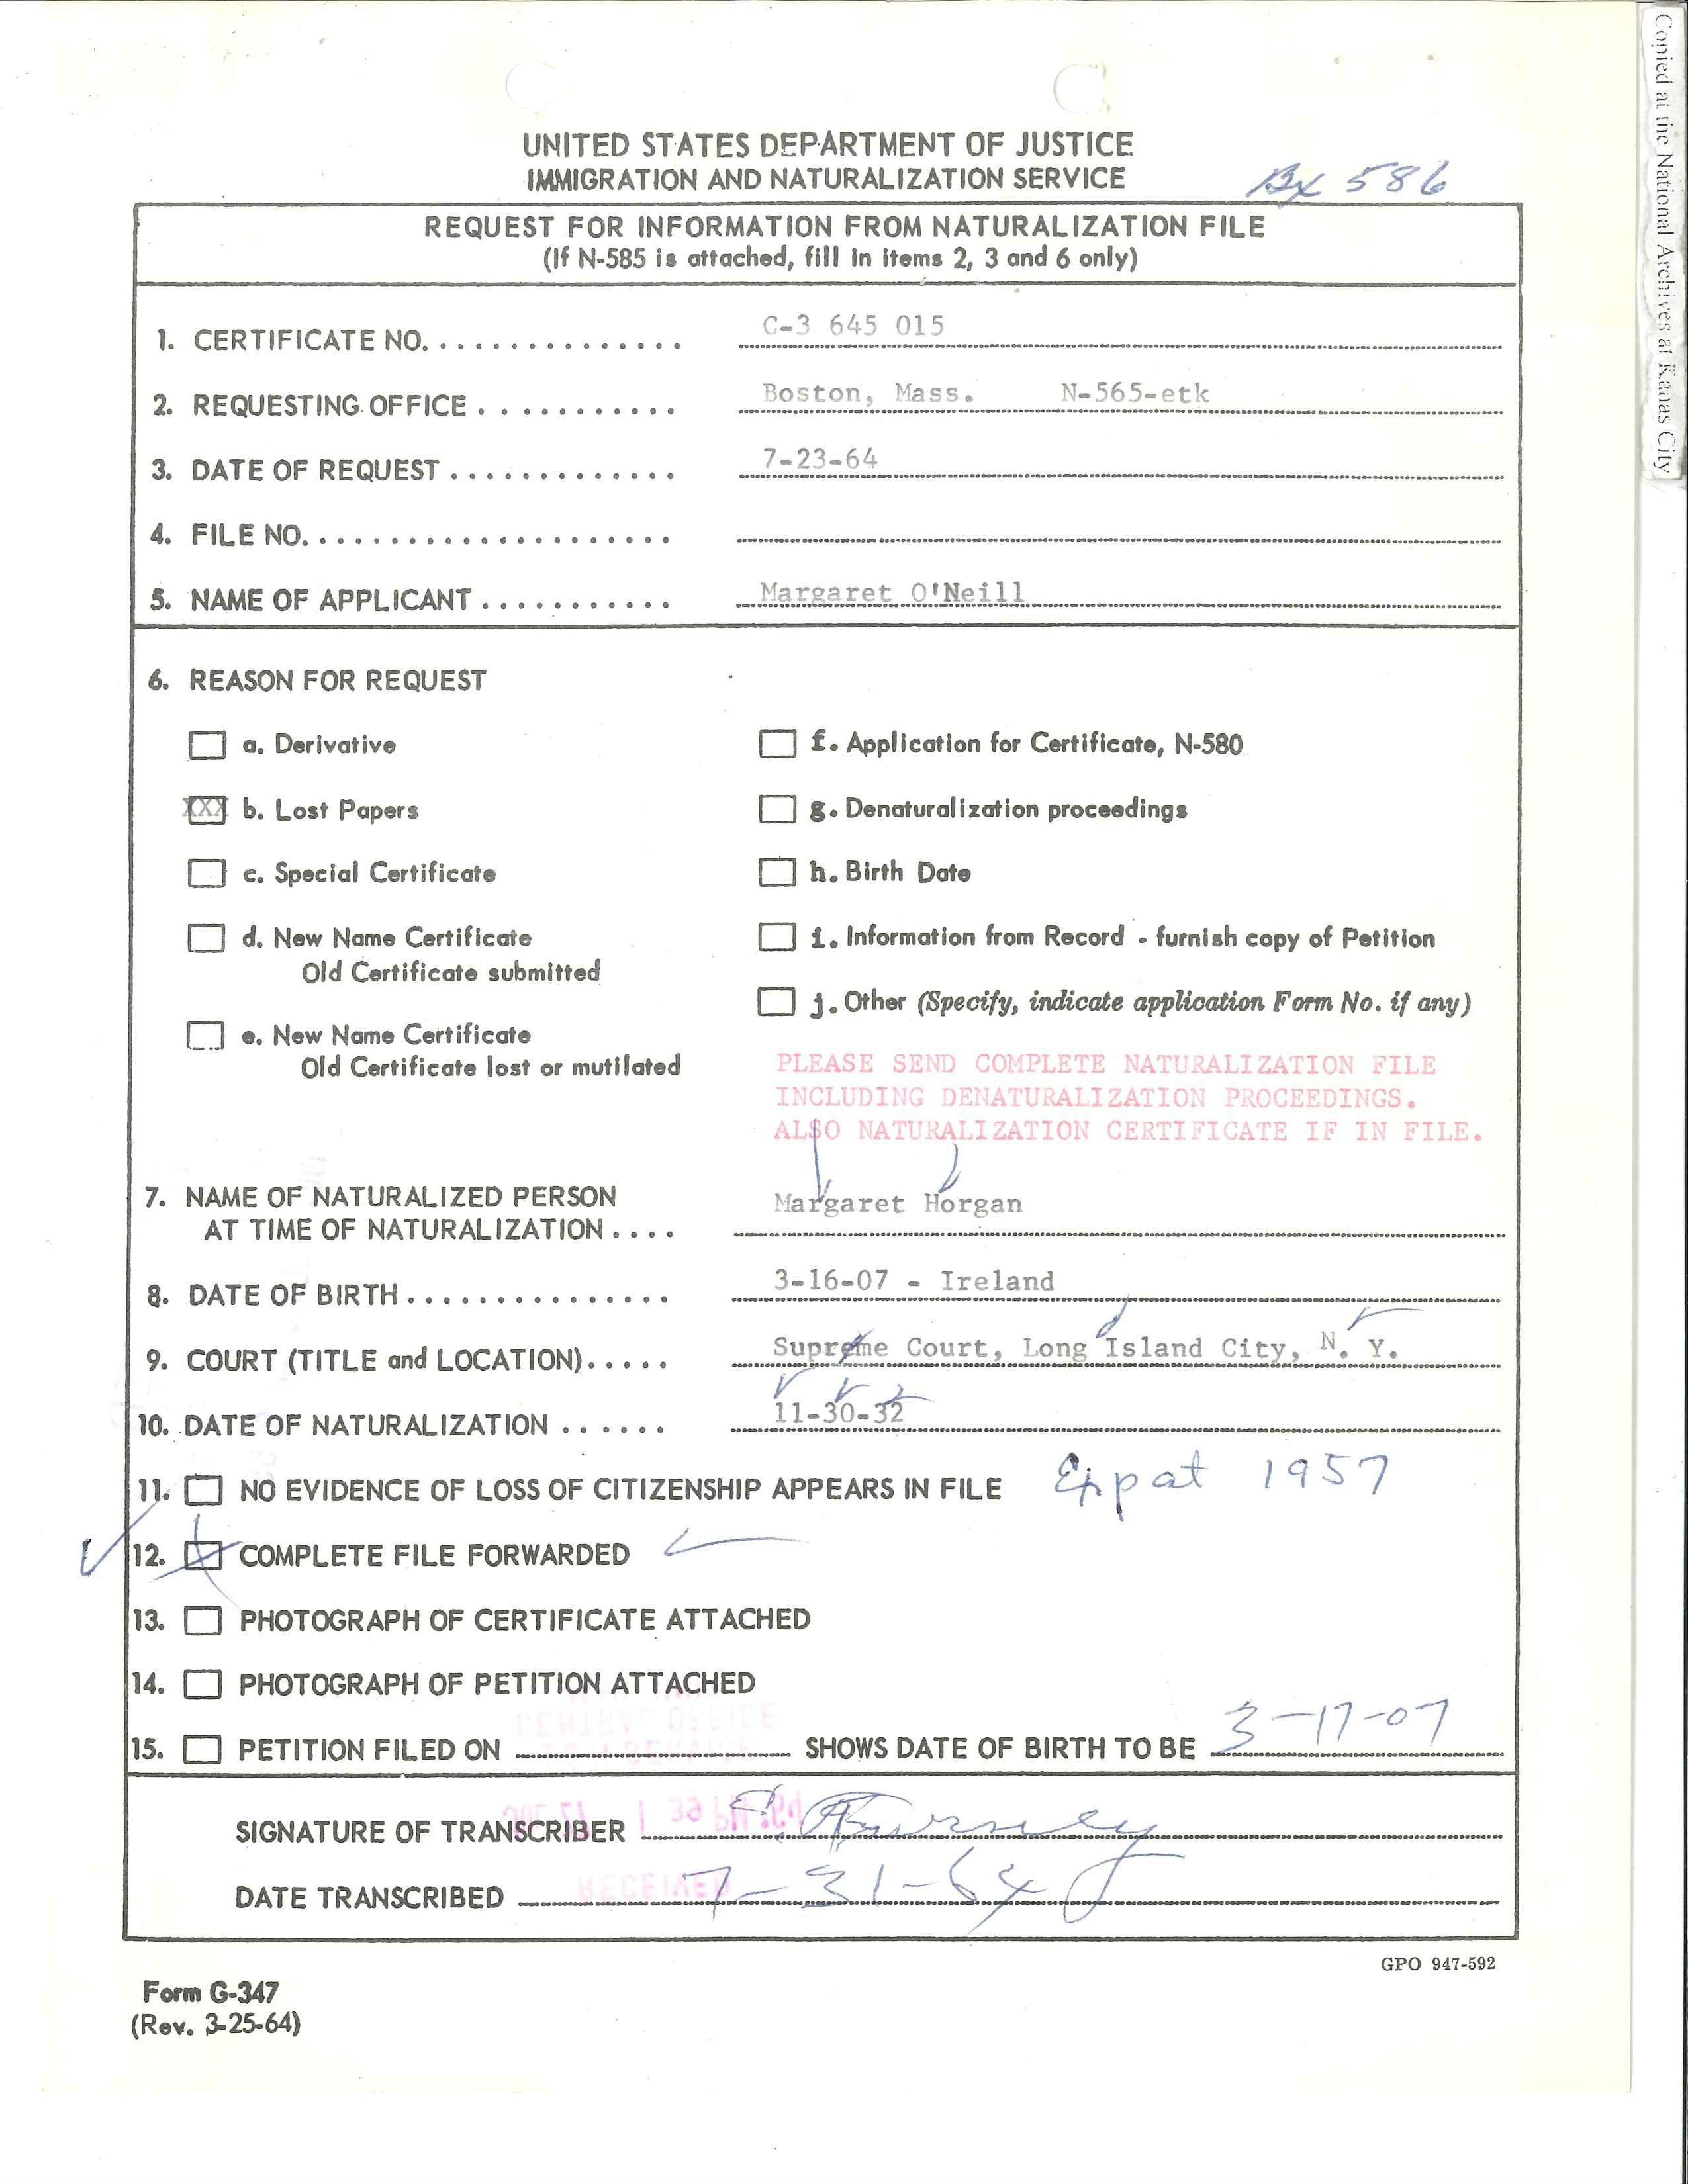 Copied at the National Archives at Kanas City
UNITED STATES DEPARTMENT OF JUSTICE
IMMIGRATION AND NATURALIZATION SERVICE
Bx 586
REQUEST FOR INFORMATION FROM NATURALIZATION FILE
(If N-585 is attached, fill in items 2, 3 and 6 only)
1. CERTIFICATE NO. C-3 645 015
2. REQUESTING OFFICE Boston, Mass. N-565-etk
3. DATE OF REQUEST 7-23-64
4. FILE NO.
5. NAME OF APPLICANT Margaret O'Neill
6. REASON FOR REQUEST
a. Derivative
XXX b. Lost Papers
c. Special Certificate
d. New Name Certificate
Old Certificate submitted
e. New Name Certificate
Old Certificate lost or mutilated
f. Application for Certificate, N-580
g. Denaturalization proceedings
h. Birth Date
i. Information from Record - furnish copy of Petition
j. Other (Specify, indicate application Form No. if any)
PLEASE SEND COMPLETE NATURALIZATION FILE
INCLUDING DENATURALIZATION PROCEEDINGS.
ALSO NATURALIZATION CERTIFICATE IF IN FILE.
7. NAME OF NATURALIZED PERSON
AT TIME OF NATURALIZATION Margaret Horgan
8. DATE OF BIRTH 3-16-07 - Ireland
9. COURT (TITLE and LOCATION) Supreme Court, Long Island City, N. Y.
10. DATE OF NATURALIZATION 11-30-32
11. NO EVIDENCE OF LOSS OF CITIZENSHIP APPEARS IN FILE Expat 1957
12. COMPLETE FILE FORWARDED
13. PHOTOGRAPH OF CERTIFICATE ATTACHED
14. PHOTOGRAPH OF PETITION ATTACHED
15. PETITION FILED ON SHOWS DATE OF BIRTH TO BE 3-17-07
SIGNATURE OF TRANSCRIBER
DATE TRANSCRIBED 7-31-64
RECEIVED
GPO 947-592
Form G-347
(Rev. 3-25-64)